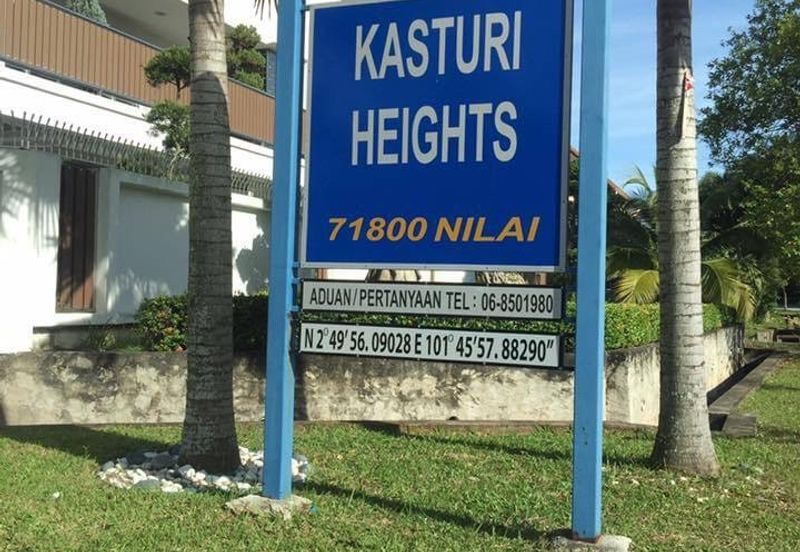 KASTURI
HEIGHTS
71800 NILAI
ADUAN/PERTANYAAN TEL : 06-8501980
N 2° 49' 56. 09028 E 101° 45'57. 88290"